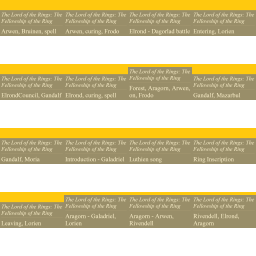 The Lord of the Rings: The
Fellowship of the Ring
Arwen, Bruinen, spell
The Lord of the Rings: The
Fellowship of the Ring
Arwen, curing, Frodo
The Lord of the Rings: The
Fellowship of the Ring
Elrond - Dagorlad battle
The Lord of the Rings: The
Fellowship of the Ring
Entering, Lorien
The Lord of the Rings: The
Fellowship of the Ring
ElrondCouncil, Gandalf
The Lord of the Rings: The
Fellowship of the Ring
Elrond, curing, spell
The Lord of the Rings: The
Fellowship of the Ring
Forest, Aragorn, Arwen,
on, Frodo
The Lord of the Rings: The
Fellowship of the Ring
Gandalf, Mazarbul
The Lord of the Rings: The
Fellowship of the Ring
Gandalf, Moria
The Lord of the Rings: The
Fellowship of the Ring
Introduction - Galadriel
The Lord of the Rings: The
Fellowship of the Ring
Luthien song
The Lord of the Rings: The
Fellowship of the Ring
Ring Inscription
The Lord of the Rings: The
Fellowship of the Ring
Leaving, Lorien
The Lord of the Rings: The
Fellowship of the Ring
Aragorn - Galadriel,
Lorien
The Lord of the Rings: The
Fellowship of the Ring
Aragorn - Arwen,
Rivendell
The Lord of the Rings: The
Fellowship of the Ring
Rivendell, Elrond,
Aragorn